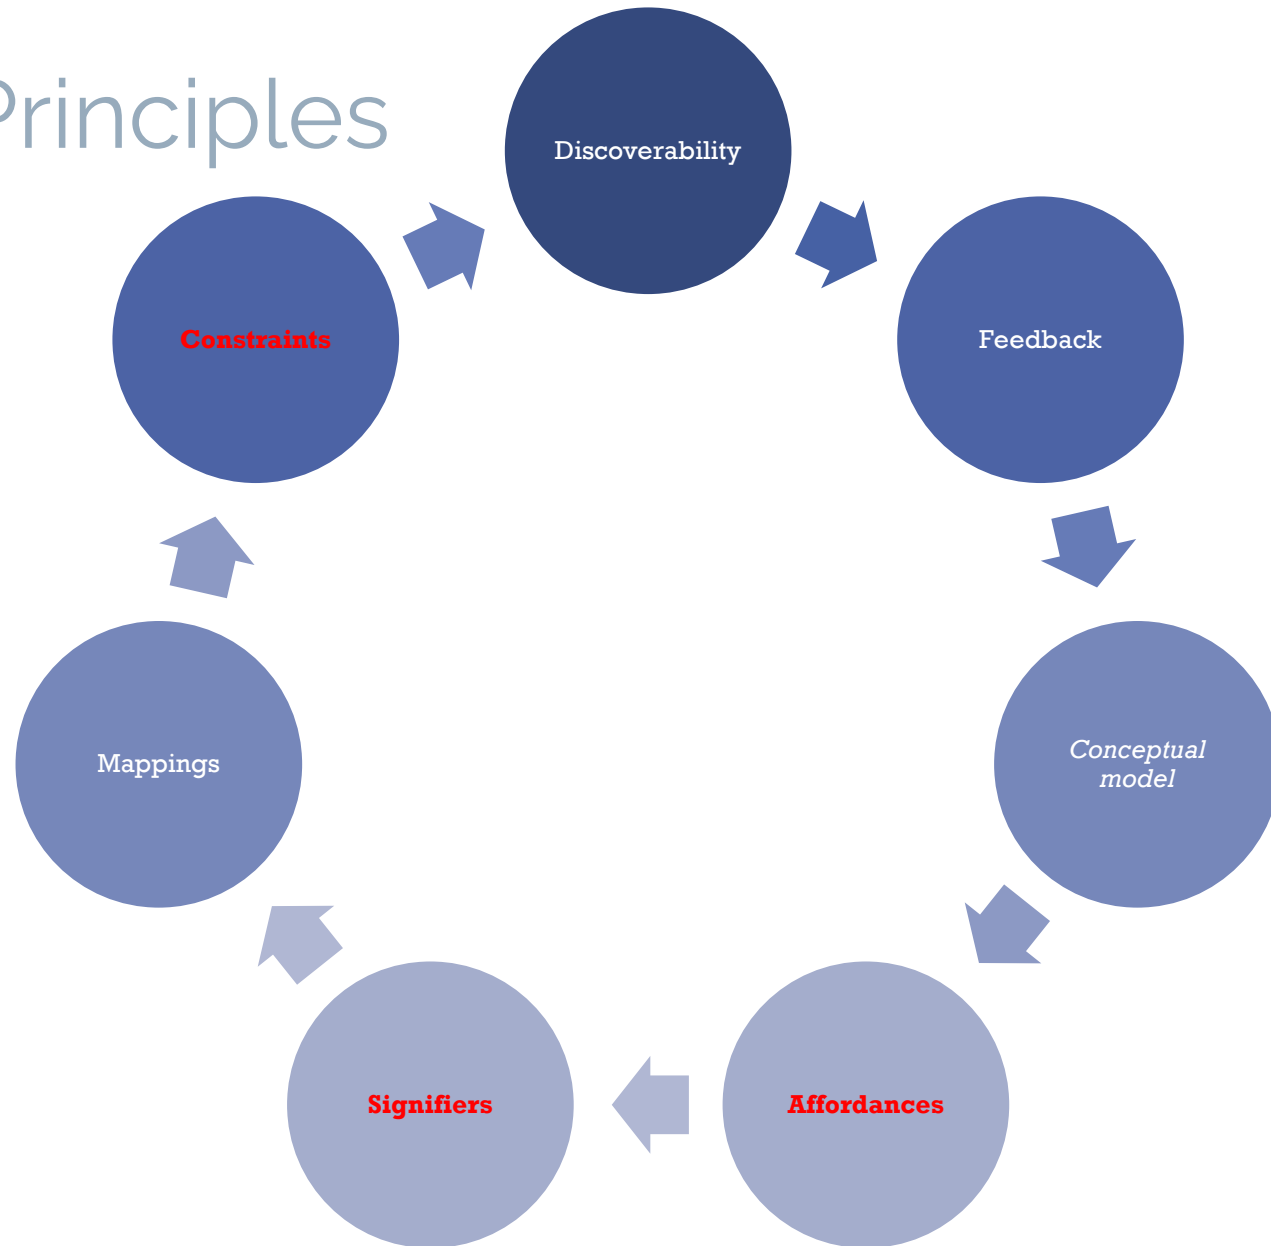 Principles
Discoverability
Feedback
Conceptual
model
Affordances
Signifiers
Mappings
Constraints